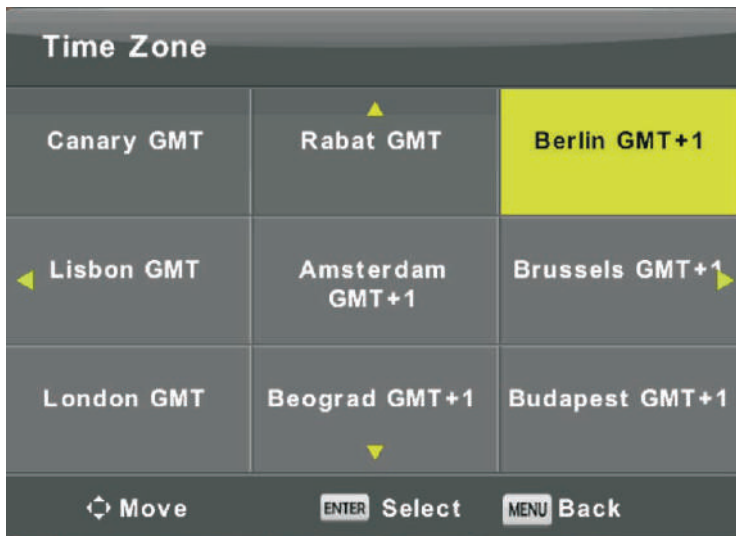 Time Zone
Canary GMT
Rabat GMT
Berlin GMT+1
Lisbon GMT
Amsterdam
GMT+1
Brussels GMT+1
London GMT
Beograd GMT+1
Budapest GMT+1
Move
ENTER Select
MENU Back